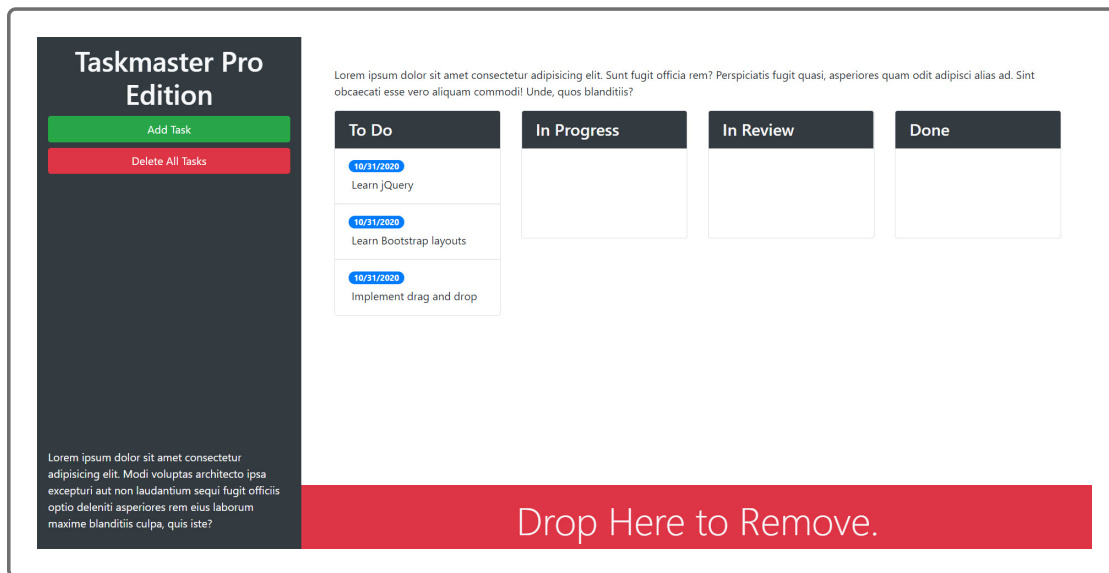 Taskmaster Pro
Edition
Add Task
Delete All Tasks
Lorem ipsum dolor sit amet consectetur
adipisicing elit. Modi voluptas architecto ipsa
excepturi aut non laudantium sequi fugit officiis
optio deleniti asperiores rem eius laborum
maxime blanditiis culpa, quis iste?
Lorem ipsum dolor sit amet consectetur adipisicing elit. Sunt fugit officia rem? Perspiciatis fugit quasi, asperiores quam odit adipisci alias ad. Sint
obcaecati esse vero aliquam commodi! Unde, quos blanditiis?
To Do
10/31/2020
Learn jQuery
10/31/2020
Learn Bootstrap layouts
10/31/2020
Implement drag and drop
In Progress
In Review
Done
Drop Here to Remove.